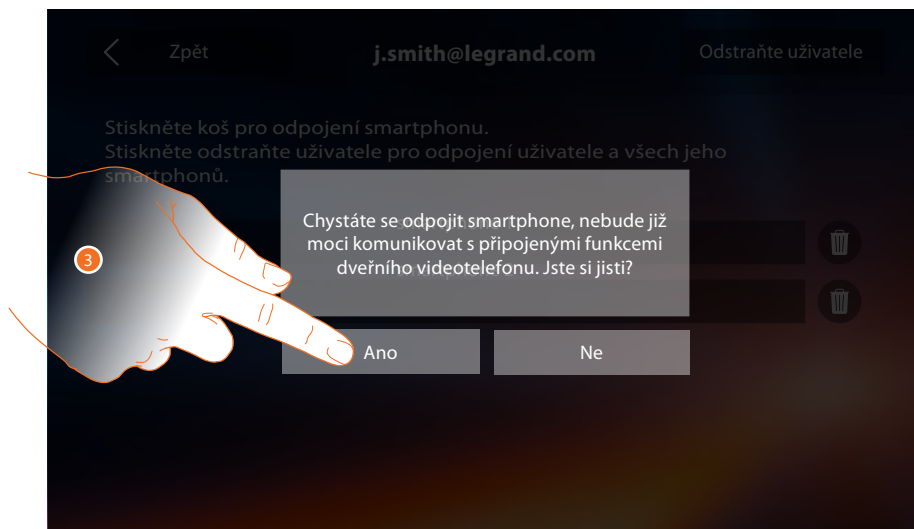 Zpět
j.smith@legrand.com
Odstraňte uživatele
Stiskněte koš pro odpojení smartphonu.
Stiskněte odstraňte uživatele pro odpojení uživatele a všech jeho
smartphonů.
Chystáte se odpojit smartphone, nebude již
moci komunikovat s připojenými funkcemi
dveřního videotelefonu. Jste si jisti?
3
Ano
Ne